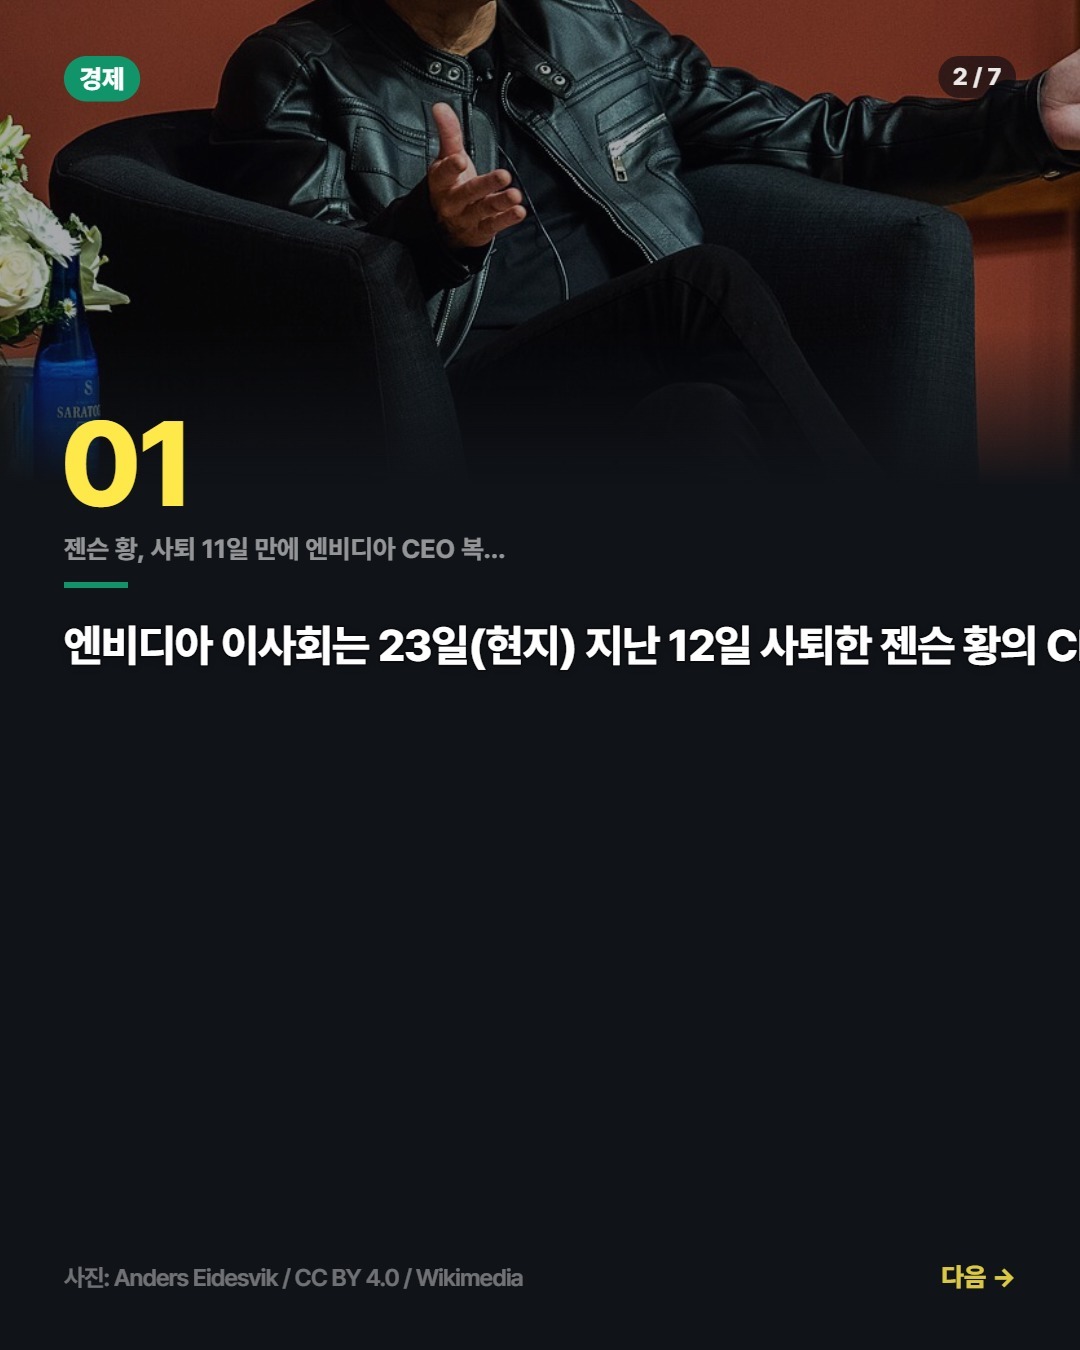 경제
2 / 7
S
SARATO
01
젠슨 황, 사퇴 11일 만에 엔비디아 CEO 복...
엔비디아 이사회는 23일(현지) 지난 12일 사퇴한 젠슨 황의 C
사진: Anders Eidesvik / CC BY 4.0 / Wikimedia
다음 →